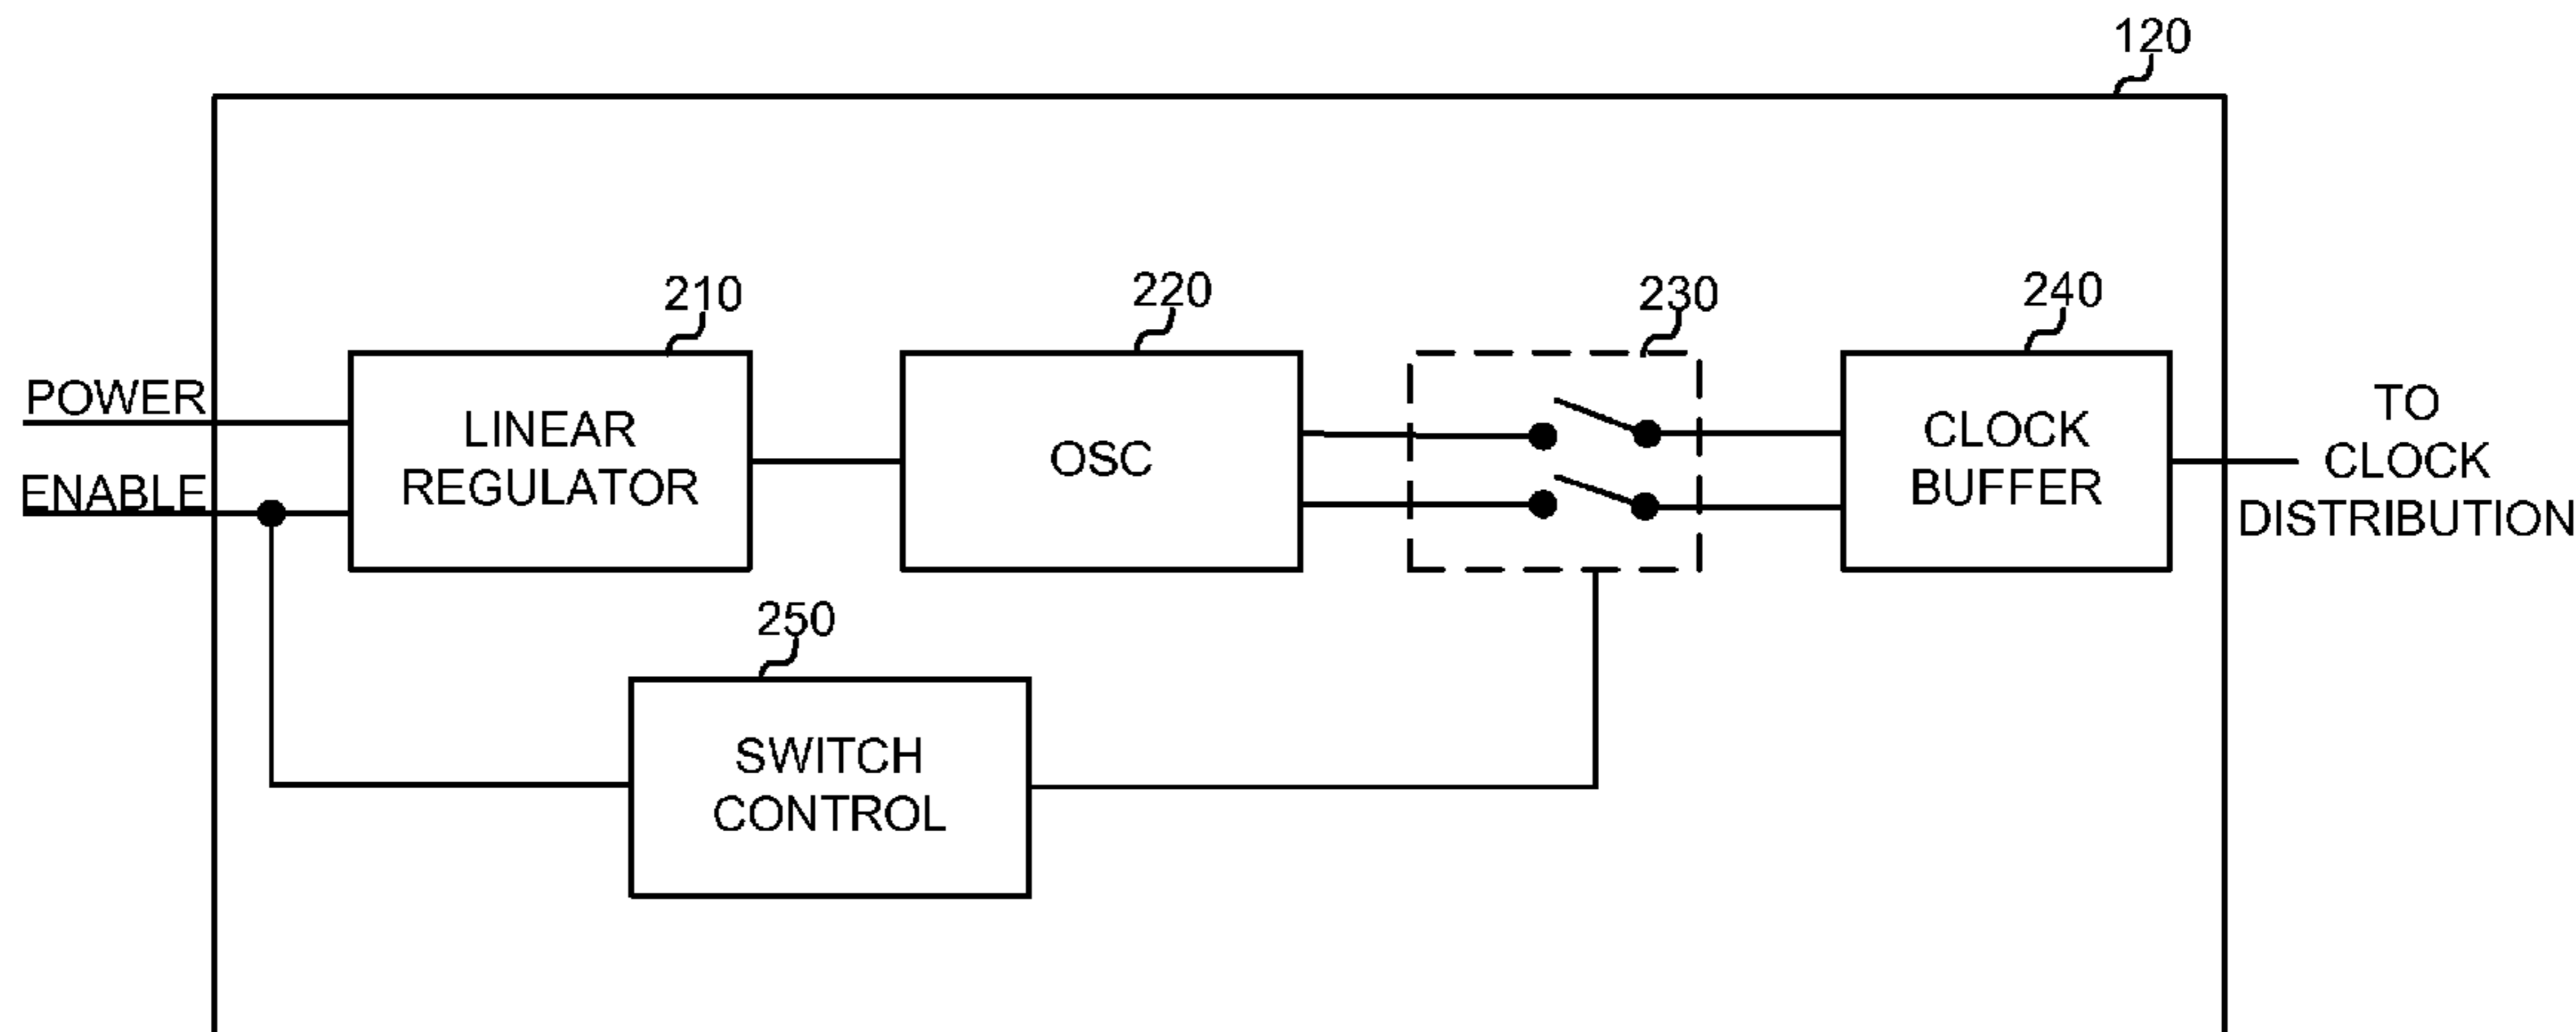 120
210
220
230
240
POWER
ENABLE
LINEAR
REGULATOR
OSC
CLOCK
BUFFER
TO
CLOCK
DISTRIBUTION
250
SWITCH
CONTROL